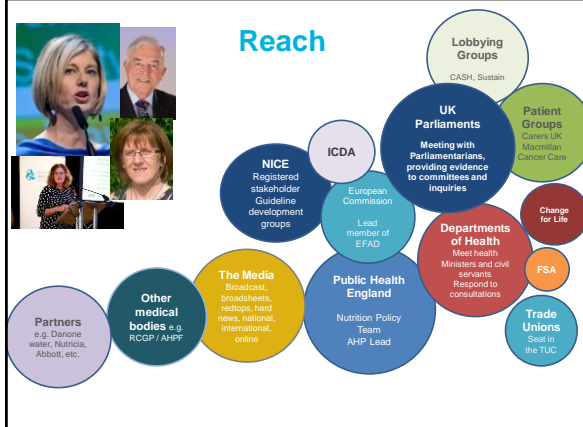 Reach
Lobbying
Groups
CASH, Sustain
UK
Parliaments
Meeting with
Parliamentarians,
providing evidence
to committees and
inquiries
Patient
Groups
Carers UK
Macmillan
Cancer Care
ICDA
NICE
Registered
stakeholder
Guideline
development
groups
European
Commission
Lead
member of
EFAD
Change
for Life
Departments
of Health
Meet health
Ministers and civil
servants
Respond to
consultations
FSA
The Media
Broadcast,
broadsheets,
redtops, hard
news, national,
international,
online
Public Health
England
Nutrition Policy
Team
AHP Lead
Other
medical
bodies e.g.
RCGP / AHPF
Partners
e.g. Danone
water, Nutricia,
Abbott, etc.
Trade
Unions
Seat in
the TUC